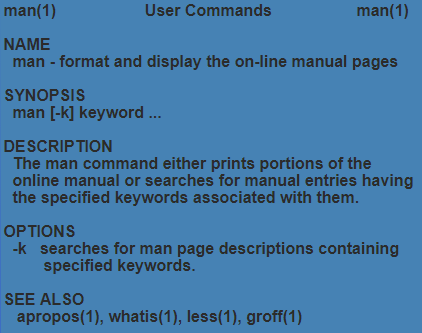 man(1) User Commands man(1)
NAME
man - format and display the on-line manual pages
SYNOPSIS
man [-k] keyword ...
DESCRIPTION
The man command either prints portions of the
online manual or searches for manual entries having
the specified keywords associated with them.
OPTIONS
-k searches for man page descriptions containing
specified keywords.
SEE ALSO
apropos(1), whatis(1), less(1), groff(1)